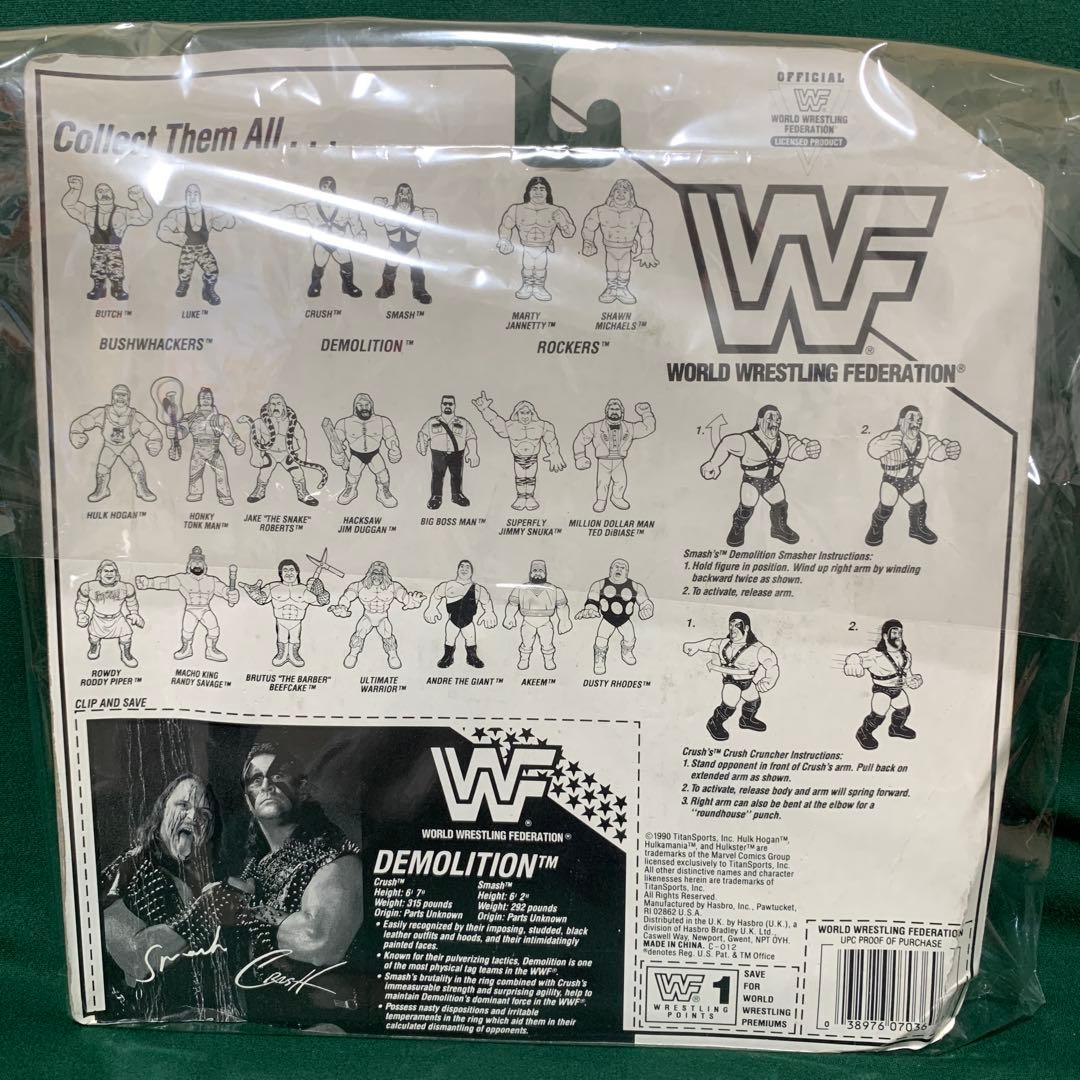 OFFICIAL
WF
WORLD WRESTLING
FEDERATION
LICENSED PRODUCT
Collect Them All . . .
BUTCH™
LUKE™
BUSHWHACKERS™
CRUSH™
SMASH™
DEMOLITION™
MARTY
JANNETTY™
SHAWN
MICHAELS™
ROCKERS™
WF®
WORLD WRESTLING FEDERATION®
HULK HOGAN™
HONKY
TONK MAN™
JAKE "THE SNAKE"
ROBERTS™
HACKSAW
JIM DUGGAN™
BIG BOSS MAN™
SUPERFLY
JIMMY SNUKA™
MILLION DOLLAR MAN
TED DIBIASE™
ROWDY
RODDY PIPER™
MACHO KING
RANDY SAVAGE™
BRUTUS "THE BARBER"
BEEFCAKE™
ULTIMATE
WARRIOR™
ANDRE THE GIANT™
AKEEM™
DUSTY RHODES™
1.
2.
Smash's™ Demolition Smasher Instructions:
1. Hold figure in position. Wind up right arm by winding
backward twice as shown.
2. To activate, release arm.
1.
2.
Crush's™ Crush Cruncher Instructions:
1. Stand opponent in front of Crush's arm. Pull back on
extended arm as shown.
2. To activate, release body and arm will spring forward.
3. Right arm can also be bent at the elbow for a
"roundhouse" punch.
CLIP AND SAVE
WF®
WORLD WRESTLING FEDERATION®
DEMOLITION™
Crush™
Height: 6' 7"
Weight: 315 pounds
Origin: Parts Unknown
Smash™
Height: 6' 2"
Weight: 292 pounds
Origin: Parts Unknown
• Easily recognized by their imposing, studded, black
leather outfits and hoods, and their intimidatingly
painted faces.
• Known for their pulverizing tactics, Demolition is one
of the most physical tag teams in the WWF®.
• Smash's brutality in the ring combined with Crush's
immeasurable strength and surprising agility, help to
maintain Demolition's dominant force in the WWF®.
• Possess nasty dispositions and irritable
temperaments in the ring which aid them in their
calculated dismantling of opponents.
Smash
Crush
©1990 TitanSports, Inc. Hulk Hogan™,
Hulkamania™, and Hulkster™ are
trademarks of the Marvel Comics Group
licensed exclusively to TitanSports, Inc.
All other distinctive names and character
likenesses herein are trademarks of
TitanSports, Inc.
All Rights Reserved.
Manufactured by Hasbro, Inc., Pawtucket,
RI 02862 U.S.A.
Distributed in the U.K. by Hasbro (U.K.), a
division of Hasbro Bradley U.K. Ltd.,
Caswell Way, Newport, Gwent, NPT OYH.
MADE IN CHINA. C-012
®denotes Reg. U.S. Pat. & TM Office
WF® 1
WRESTLING
POINTS
SAVE
FOR
WORLD
WRESTLING
PREMIUMS
WORLD WRESTLING FEDERATION
UPC PROOF OF PURCHASE
0 38976 07036